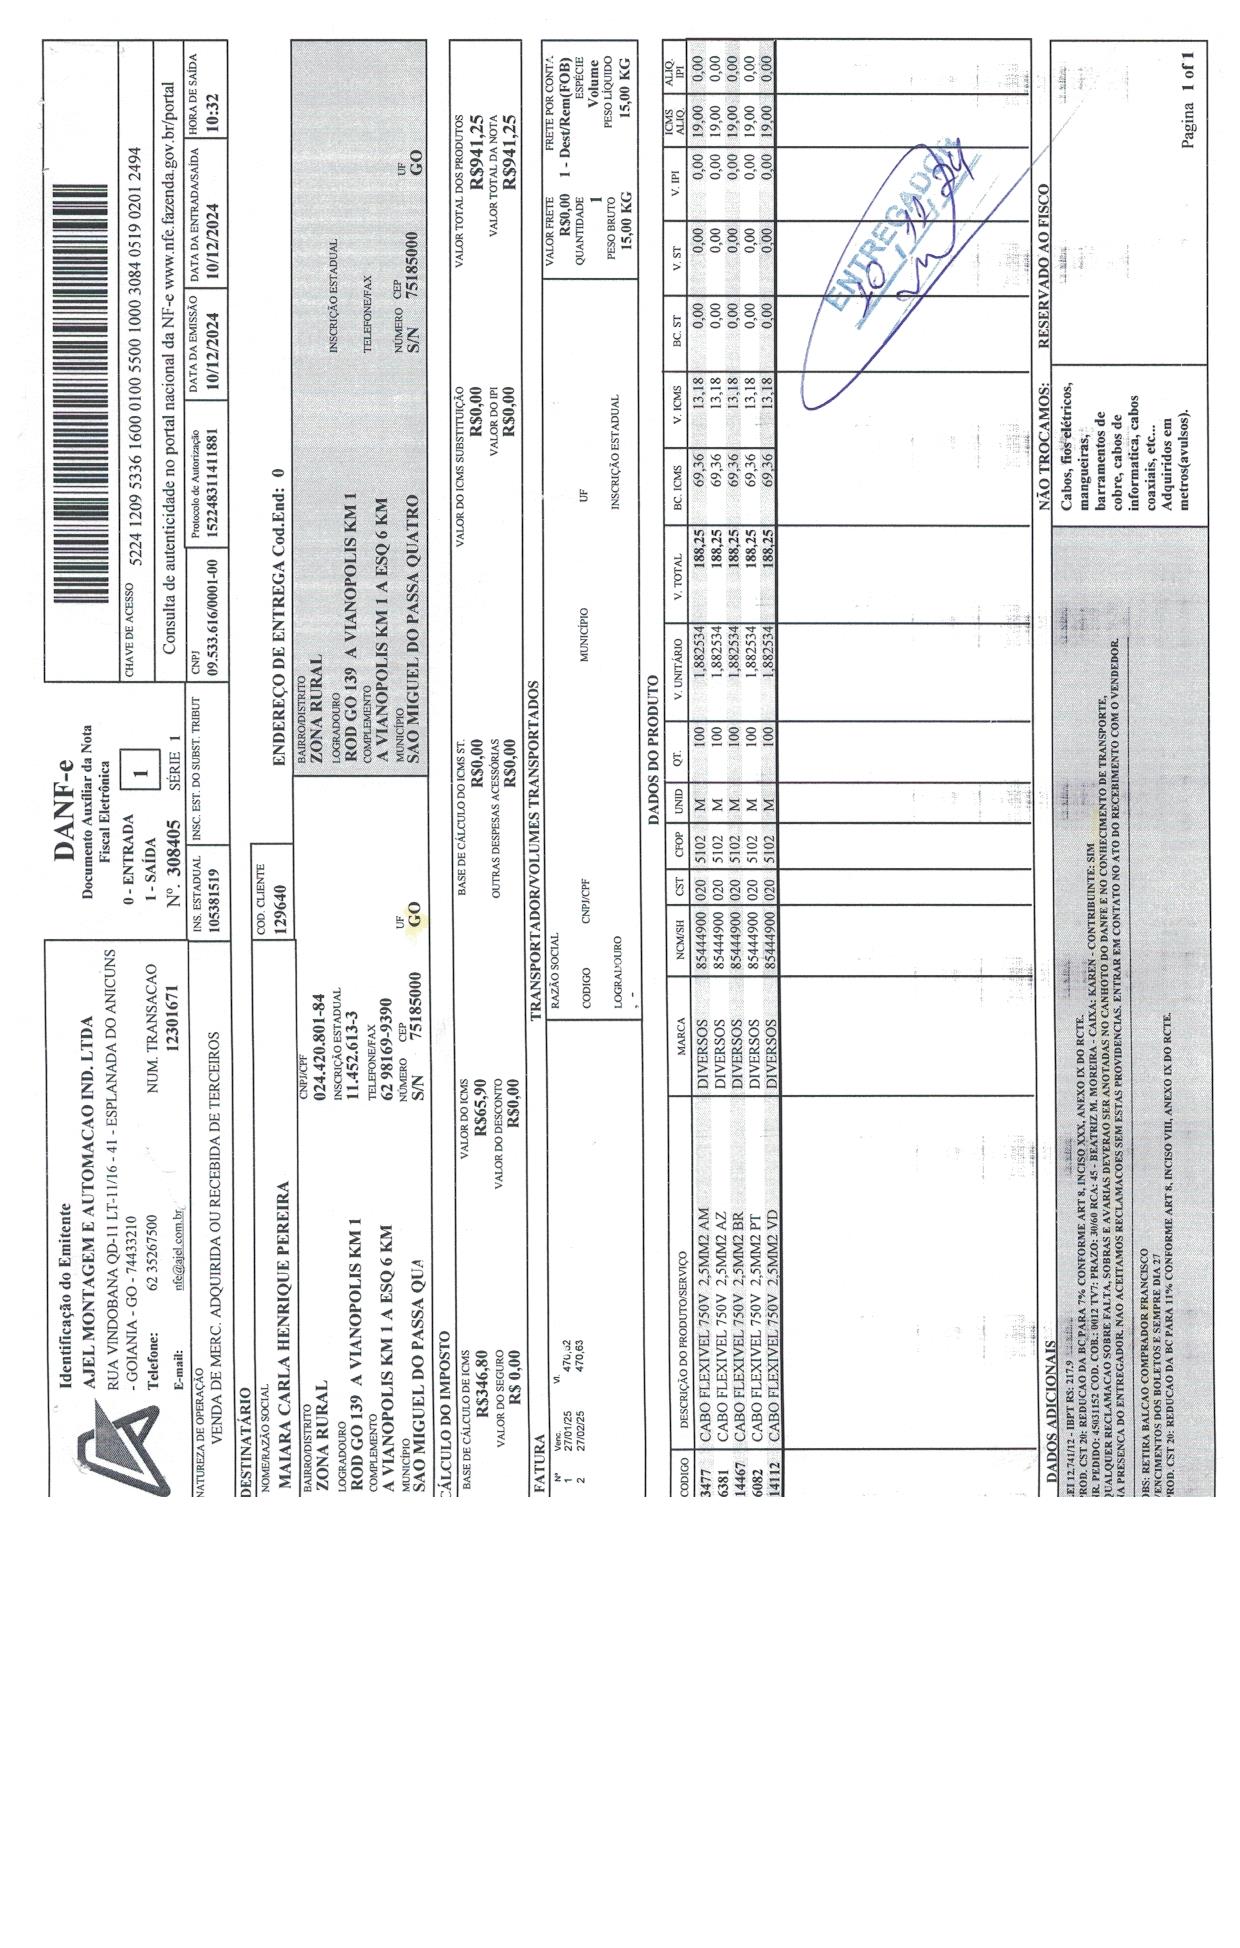 Identificação do Emitente
AJEL MONTAGEM E AUTOMACAO IND. LTDA
RUA VINDOBANA QD-11 LT-11/16 - 41 - ESPLANADA DO ANICUNS
- GOIANIA - GO - 74433210
Telefone: 62 35267500
NUM. TRANSACAO
12301671
E-mail: nfe@ajel.com.br
DANF-e
Documento Auxiliar da Nota
Fiscal Eletrônica
0 - ENTRADA
1 - SAÍDA
1
Nº. 308405 SÉRIE 1
CHAVE DE ACESSO 5224 1209 5336 1600 0100 5500 1000 3084 0519 0201 2494
Consulta de autenticidade no portal nacional da NF-e www.nfe.fazenda.gov.br/portal
NATUREZA DE OPERAÇÃO
VENDA DE MERC. ADQUIRIDA OU RECEBIDA DE TERCEIROS
INS. ESTADUAL
105381519
INSC. EST. DO SUBST. TRIBUT
CNPJ
09.533.616/0001-00
Protocolo de Autorização
152248311411881
DATA DA EMISSÃO
10/12/2024
DATA DA ENTRADA/SAÍDA
10/12/2024
HORA DE SAÍDA
10:32
DESTINATÁRIO
NOME/RAZÃO SOCIAL
MAIARA CARLA HENRIQUE PEREIRA
COD. CLIENTE
129640
BAIRRO/DISTRITO
ZONA RURAL
CNPJ/CPF
024.420.801-84
LOGRADOURO
ROD GO 139 A VIANOPOLIS KM 1
INSCRIÇÃO ESTADUAL
11.452.613-3
COMPLEMENTO
A VIANOPOLIS KM 1 A ESQ 6 KM
TELEFONE/FAX
62 98169-9390
MUNICÍPIO
SAO MIGUEL DO PASSA QUA
NÚMERO
S/N
CEP
75185000
UF
GO
ENDEREÇO DE ENTREGA Cod.End: 0
BAIRRO/DISTRITO
ZONA RURAL
LOGRADOURO
ROD GO 139 A VIANOPOLIS KM 1
INSCRIÇÃO ESTADUAL
COMPLEMENTO
A VIANOPOLIS KM 1 A ESQ 6 KM
TELEFONE/FAX
MUNICÍPIO
SAO MIGUEL DO PASSA QUATRO
NÚMERO
S/N
CEP
75185000
UF
GO
CÁLCULO DO IMPOSTO
BASE DE CÁLCULO DE ICMS
R$346,80
VALOR DO ICMS
R$65,90
BASE DE CÁLCULO DO ICMS ST.
R$0,00
VALOR DO ICMS SUBSTITUIÇÃO
R$0,00
VALOR TOTAL DOS PRODUTOS
R$941,25
VALOR DO SEGURO
R$ 0,00
VALOR DO DESCONTO
R$0,00
OUTRAS DESPESAS ACESSÓRIAS
R$0,00
VALOR DO IPI
R$0,00
VALOR TOTAL DA NOTA
R$941,25
FATURA
Nº Venc. Vl.
1 27/01/25
2 27/02/25 470,63
TRANSPORTADOR/VOLUMES TRANSPORTADOS
RAZÃO SOCIAL
CODIGO
CNPJ/CPF
MUNICÍPIO
UF
LOGRADOURO
, -
INSCRIÇÃO ESTADUAL
VALOR FRETE
R$0,00
FRETE POR CONTA
1 - Dest/Rem(FOB)
QUANTIDADE
1
ESPÉCIE
Volume
PESO BRUTO
15,00 KG
PESO LÍQUIDO
15,00 KG
DADOS DO PRODUTO
CODIGO DESCRIÇÃO DO PRODUTO/SERVIÇO MARCA NCM/SH CST CFOP UNID QT. V. UNITÁRIO V. TOTAL BC. ICMS V. ICMS BC. ST V. ST V. IPI ICMS ALIQ. ALIQ. IPI
3477 CABO FLEXIVEL 750V 2,5MM2 AM DIVERSOS 85444900 020 5102 M 100 1,882534 188,25 69,36 13,18 0,00 0,00 0,00 19,00 0,00
6381 CABO FLEXIVEL 750V 2,5MM2 AZ DIVERSOS 85444900 020 5102 M 100 1,882534 188,25 69,36 13,18 0,00 0,00 0,00 19,00 0,00
14467 CABO FLEXIVEL 750V 2,5MM2 BR DIVERSOS 85444900 020 5102 M 100 1,882534 188,25 69,36 13,18 0,00 0,00 0,00 19,00 0,00
6082 CABO FLEXIVEL 750V 2,5MM2 PT DIVERSOS 85444900 020 5102 M 100 1,882534 188,25 69,36 13,18 0,00 0,00 0,00 19,00 0,00
14112 CABO FLEXIVEL 750V 2,5MM2 VD DIVERSOS 85444900 020 5102 M 100 1,882534 188,25 69,36 13,18 0,00 0,00 0,00 19,00 0,00
ENTREGADOR
10 / 12 / 24
DADOS ADICIONAIS
LEI 12.741/12 - IBPT RS: 217.9
PROD. CST 20: REDUCAO DA BC PARA 7% CONFORME ART 8, INCISO XXX, ANEXO IX DO RCTE.
NR. PEDIDO: 45031152 COD. COB.: 0012 TV7: PRAZO: 30/60 RCA: 45 - BEATRIZ M. MOREIRA - CAIXA: KAREN - CONTRIBUINTE: SIM
QUALQUER RECLAMACAO SOBRE FALTA, SOBRAS E AVARIAS DEVERAO SER ANOTADAS NO CANHOTO DO DANFE E NO CONHECIMENTO DE TRANSPORTE,
NA PRESENCA DO ENTREGADOR. NAO ACEITAMOS RECLAMACOES SEM ESTAS PROVIDENCIAS. ENTRAR EM CONTATO NO ATO DO RECEBIMENTO COM O VENDEDOR.
OBS: RETIRA BALCAO COMPRADOR FRANCISCO
VENCIMENTOS DOS BOLETOS E SEMPRE DIA 27
PROD. CST 20: REDUCAO DA BC PARA 11% CONFORME ART 8, INCISO VIII, ANEXO IX DO RCTE.
NÃO TROCAMOS:
Cabos, fios elétricos,
mangueiras,
barramentos de
cobre, cabos de
informatica, cabos
coaxiais, etc...
Adquiridos em
metros(avulsos).
RESERVADO AO FISCO
Pagina 1 of 1